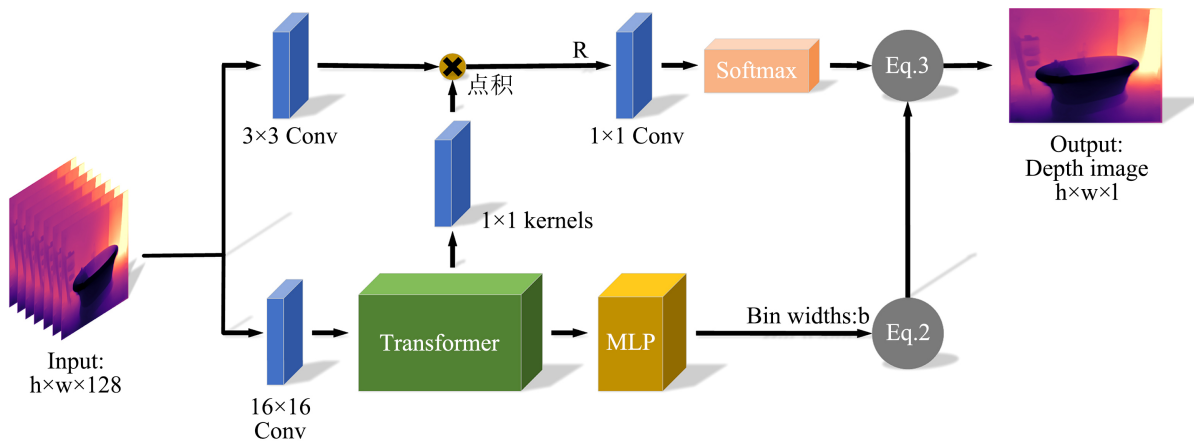 3×3 Conv
点积
R
1×1 Conv
Softmax
Eq.3
Output:
Depth image
h×w×l
1×1 kernels
Input:
h×w×128
16×16
Conv
Transformer
MLP
Bin widths:b
Eq.2